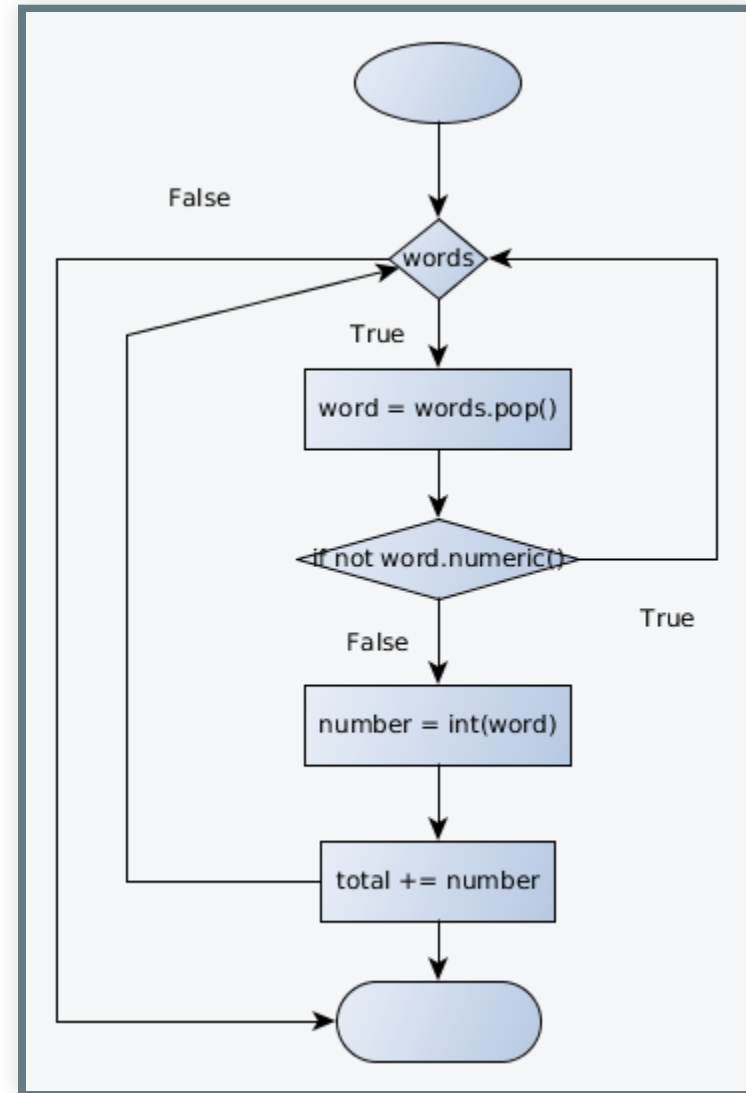 False
words
True
word = words.pop()
if not word.numeric()
True
False
number = int(word)
total += number